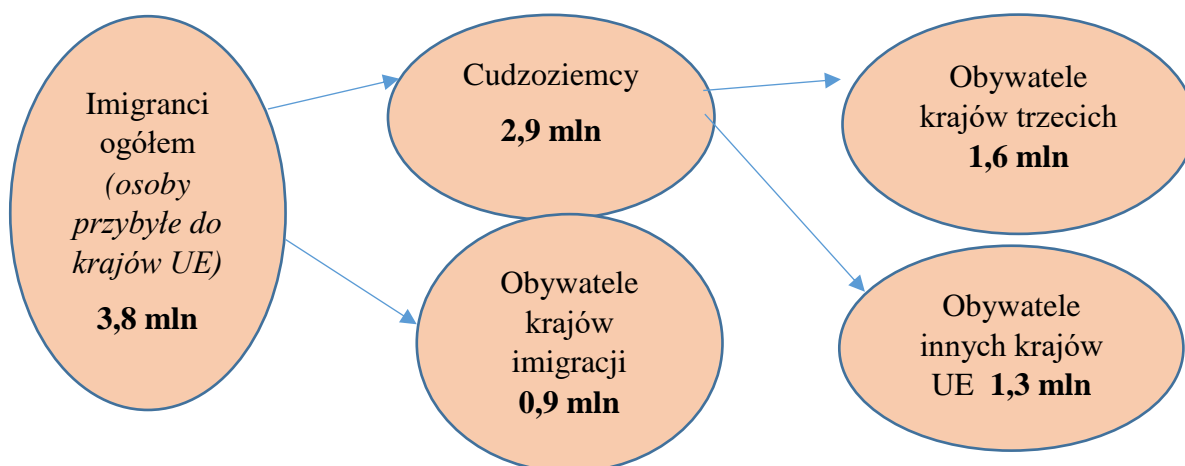 Imigranci
ogółem
(osoby
przybyłe do
krajów UE)
3,8 mln
Cudzoziemcy
2,9 mln
Obywatele
krajów
imigracji
0,9 mln
Obywatele
krajów trzecich
1,6 mln
Obywatele
innych krajów
UE 1,3 mln